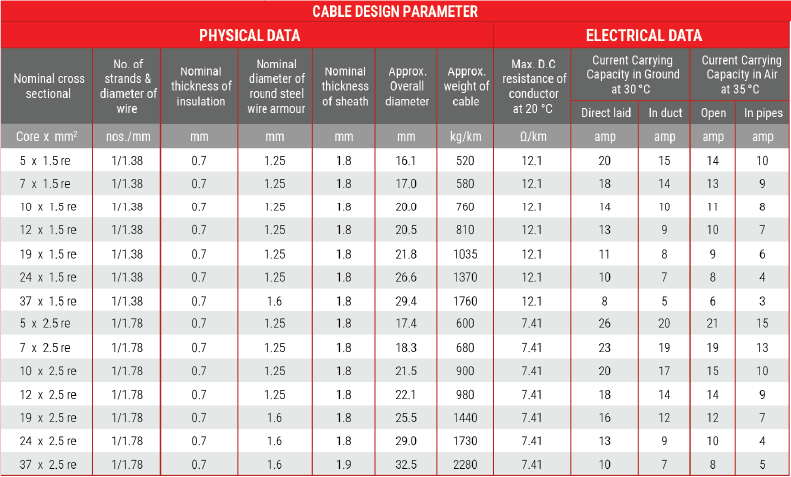 CABLE DESIGN PARAMETER
PHYSICAL DATA ELECTRICAL DATA
Nominal cross sectional No. of strands & diameter of wire Nominal thickness of insulation Nominal diameter of round steel wire armour Nominal thickness of sheath Approx. Overall diameter Approx. weight of cable Max. D.C resistance of conductor at 20 °C Current Carrying Capacity in Ground at 30 °C Current Carrying Capacity in Air at 35 °C
Direct laid In duct Open In pipes
Core x mm² nos./mm mm mm mm mm kg/km Ω/km amp amp amp amp
5 x 1.5 re 1/1.38 0.7 1.25 1.8 16.1 520 12.1 20 15 14 10
7 x 1.5 re 1/1.38 0.7 1.25 1.8 17.0 580 12.1 18 14 13 9
10 x 1.5 re 1/1.38 0.7 1.25 1.8 20.0 760 12.1 14 10 11 8
12 x 1.5 re 1/1.38 0.7 1.25 1.8 20.5 810 12.1 13 9 10 7
19 x 1.5 re 1/1.38 0.7 1.25 1.8 21.8 1035 12.1 11 8 9 6
24 x 1.5 re 1/1.38 0.7 1.25 1.8 26.6 1370 12.1 10 7 8 4
37 x 1.5 re 1/1.38 0.7 1.6 1.8 29.4 1760 12.1 8 5 6 3
5 x 2.5 re 1/1.78 0.7 1.25 1.8 17.4 600 7.41 26 20 21 15
7 x 2.5 re 1/1.78 0.7 1.25 1.8 18.3 680 7.41 23 19 19 13
10 x 2.5 re 1/1.78 0.7 1.25 1.8 21.5 900 7.41 20 17 15 10
12 x 2.5 re 1/1.78 0.7 1.25 1.8 22.1 980 7.41 18 14 14 9
19 x 2.5 re 1/1.78 0.7 1.6 1.8 25.5 1440 7.41 16 12 12 7
24 x 2.5 re 1/1.78 0.7 1.6 1.8 29.0 1730 7.41 13 9 10 4
37 x 2.5 re 1/1.78 0.7 1.6 1.9 32.5 2280 7.41 10 7 8 5